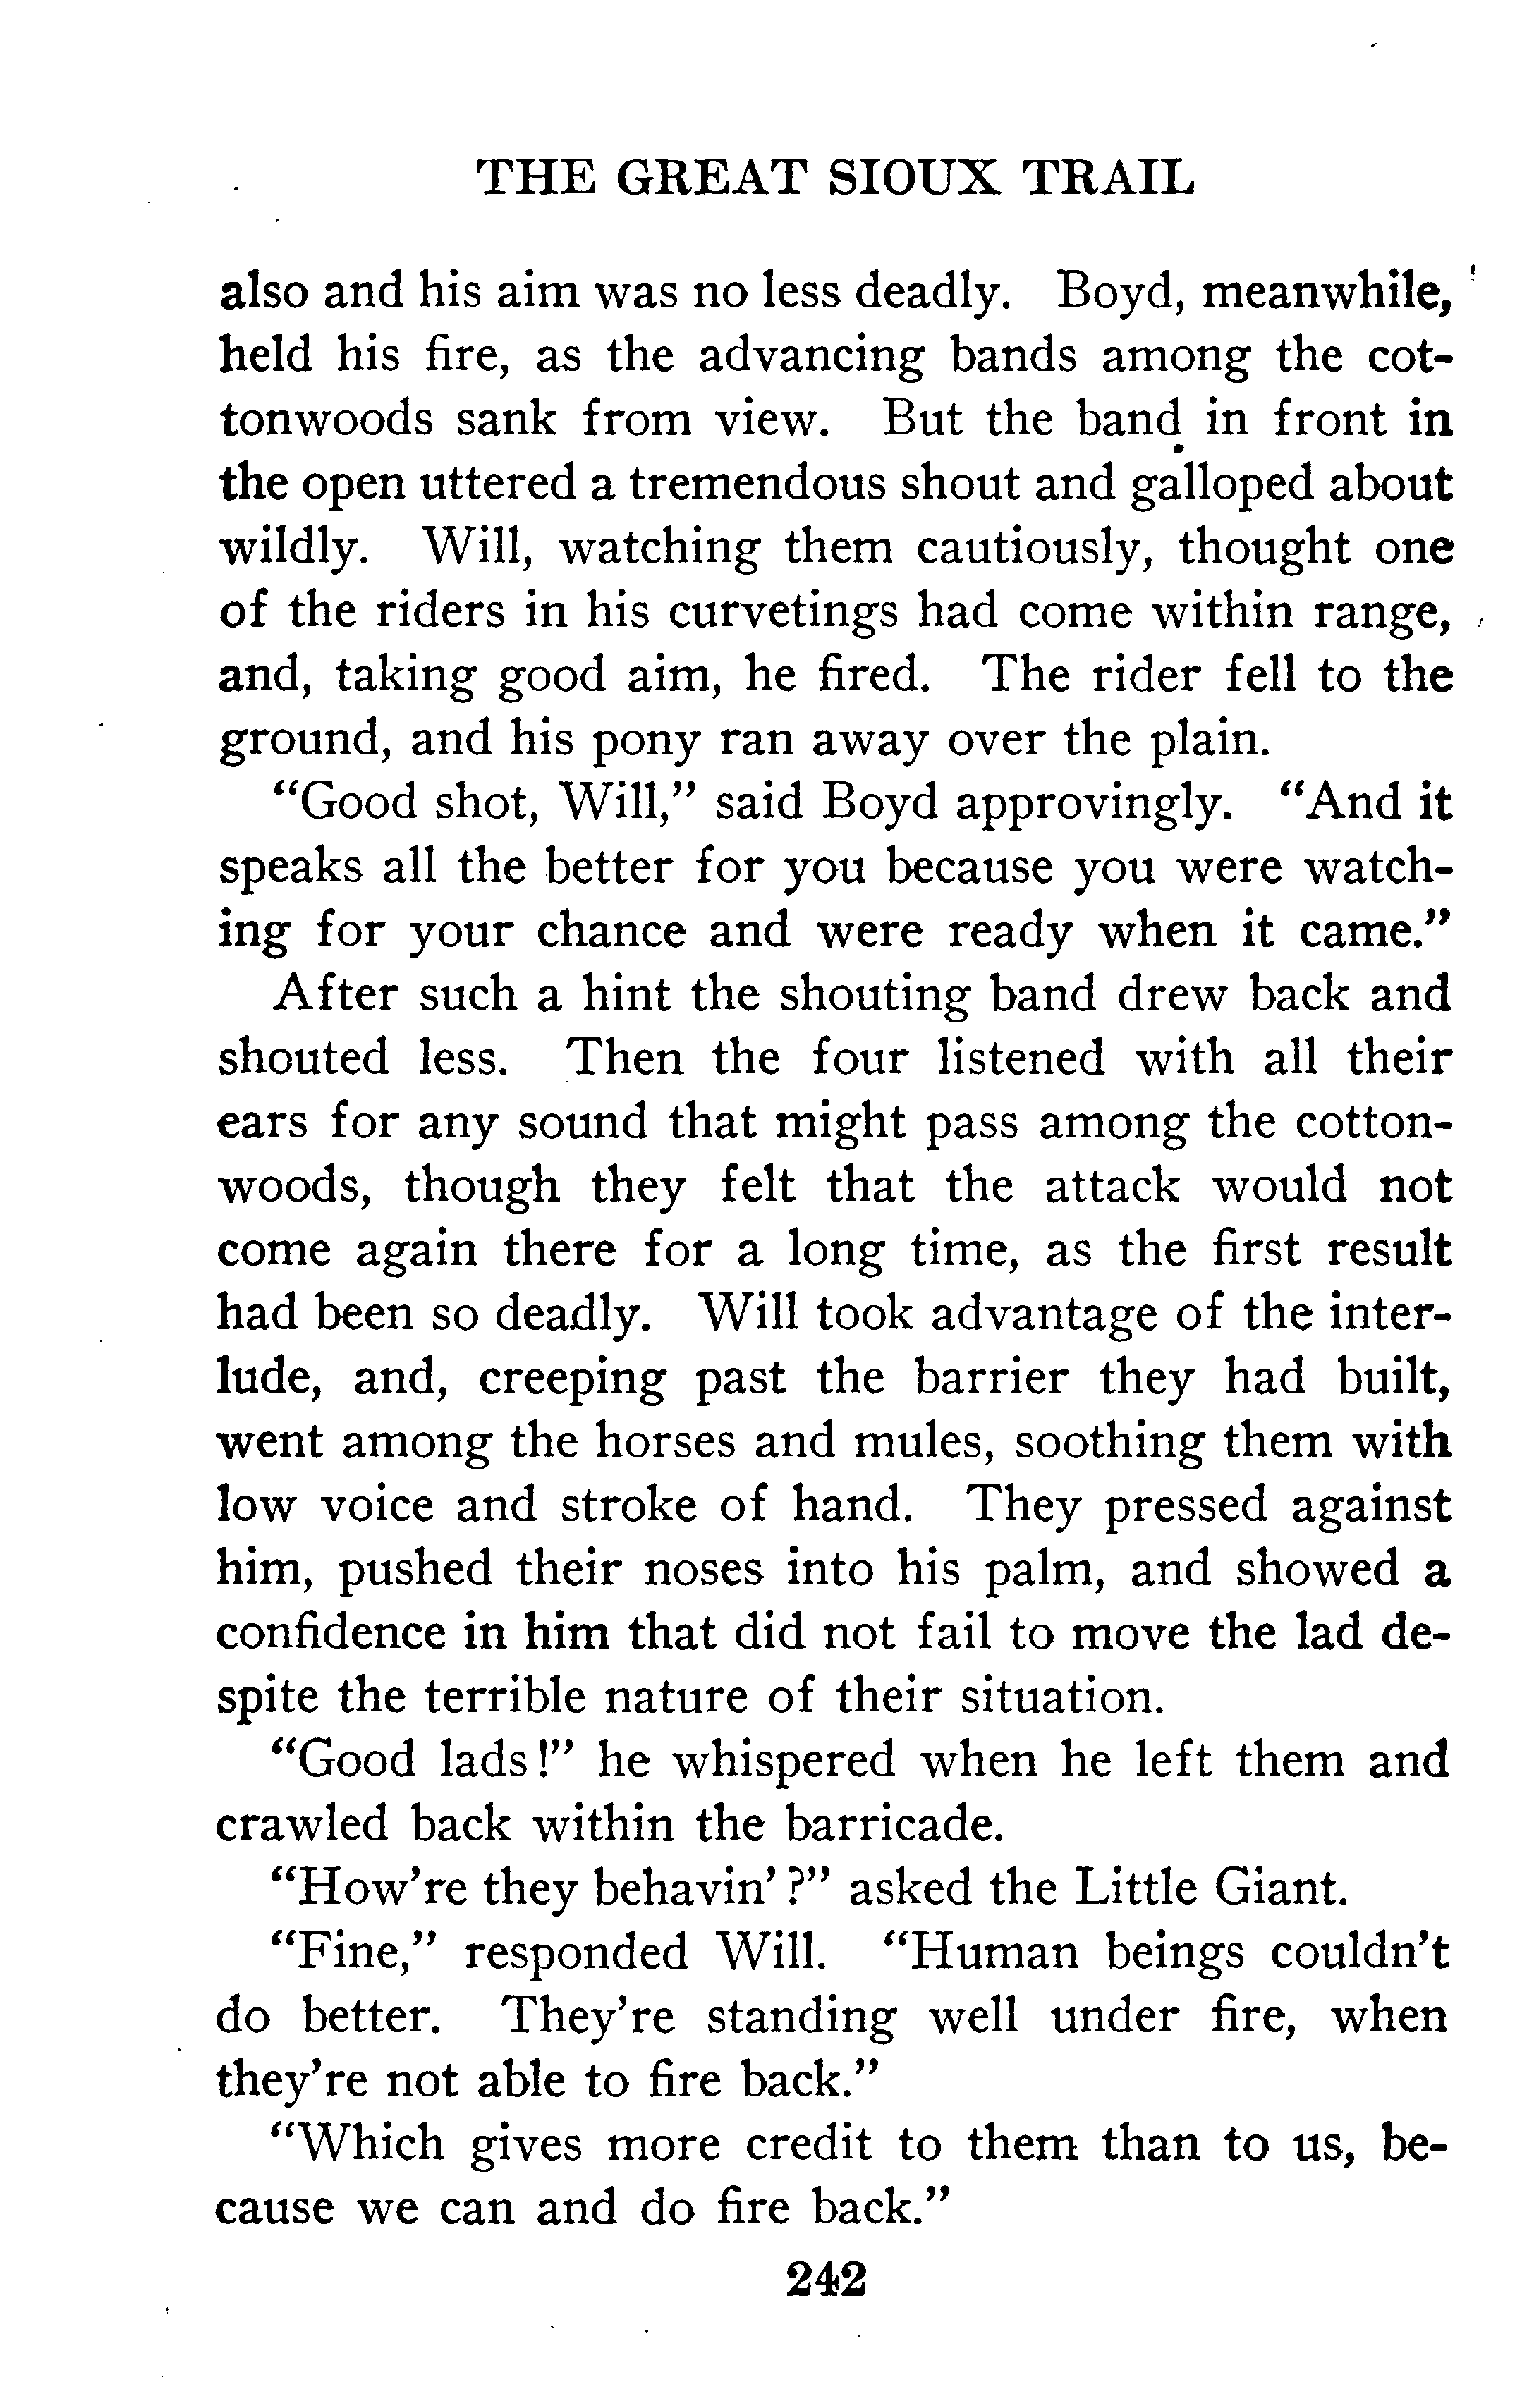 THE GREAT SIOUX TRAIL
also and his aim was no less deadly. Boyd, meanwhile,
held his fire, as the advancing bands among the cot-
tonwoods sank from view. But the band in front in
the open uttered a tremendous shout and galloped about
wildly. Will, watching them cautiously, thought one
of the riders in his curvetings had come within range,
and, taking good aim, he fired. The rider fell to the
ground, and his pony ran away over the plain.
"Good shot, Will," said Boyd approvingly. "And it
speaks all the better for you because you were watch-
ing for your chance and were ready when it came."
After such a hint the shouting band drew back and
shouted less. Then the four listened with all their
ears for any sound that might pass among the cotton-
woods, though they felt that the attack would not
come again there for a long time, as the first result
had been so deadly. Will took advantage of the inter-
lude, and, creeping past the barrier they had built,
went among the horses and mules, soothing them with
low voice and stroke of hand. They pressed against
him, pushed their noses into his palm, and showed a
confidence in him that did not fail to move the lad de-
spite the terrible nature of their situation.
"Good lads!" he whispered when he left them and
crawled back within the barricade.
"How're they behavin'?" asked the Little Giant.
"Fine," responded Will. "Human beings couldn't
do better. They're standing well under fire, when
they're not able to fire back."
"Which gives more credit to them than to us, be-
cause we can and do fire back."
242